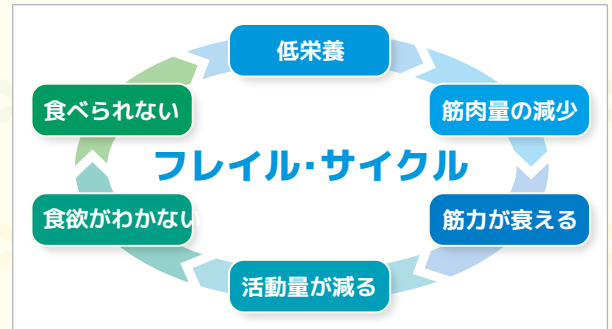 低栄養
食べられない
筋肉量の減少
フレイル・サイクル
食欲がわかない
筋力が衰える
活動量が減る